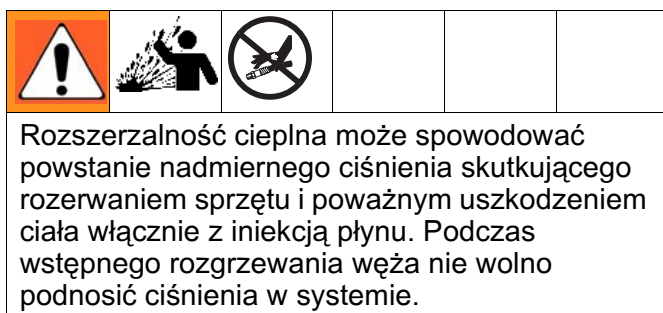 Rozszerzalność cieplna może spowodować
powstanie nadmiernego ciśnienia skutkującego
rozerwaniem sprzętu i poważnym uszkodzeniem
ciała włącznie z iniekcją płynu. Podczas
wstępnego rozgrzewania węża nie wolno
podnosić ciśnienia w systemie.